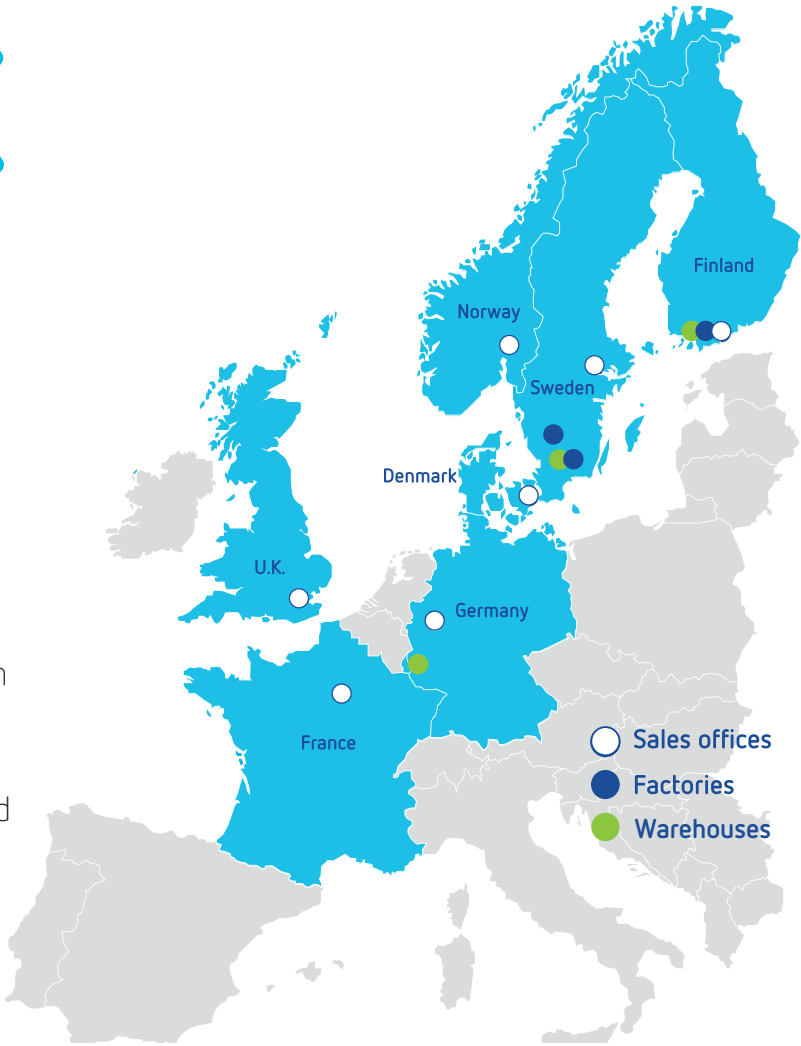 Finland
Norway
Sweden
Denmark
U.K.
Germany
France
Sales offices
Factories
Warehouses